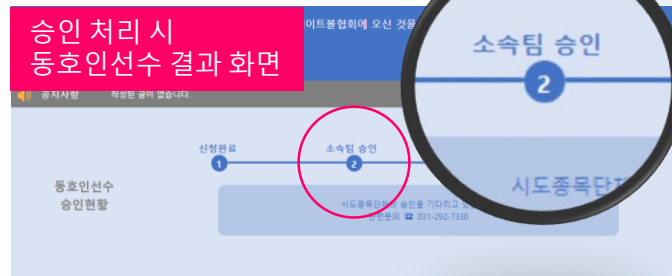 승인 처리 시
동호인선수 결과 화면
이트볼협회에 오신 것을
공지사항 작성된 글이 없습니다.
소속팀 승인
2
시도종목단체
신청완료
1
소속팀 승인
2
동호인선수
승인현황
시도종목단체의 승인을 기다리고
관련문의 ☎ 031-292-7330